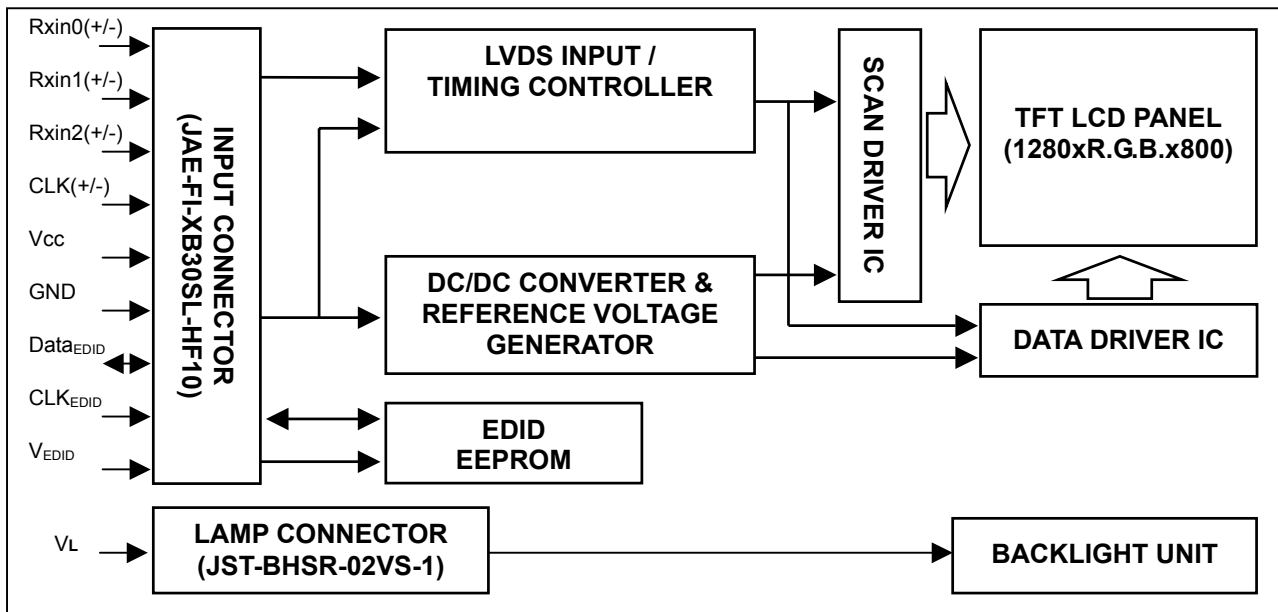 Rxin0(+/-)
Rxin1(+/-)
Rxin2(+/-)
CLK(+/-)
Vcc
GND
DataEDID
CLKEDID
VEDID
VL
INPUT CONNECTOR
(JAE-FI-XB30SL-HF10)
LVDS INPUT /
TIMING CONTROLLER
DC/DC CONVERTER &
REFERENCE VOLTAGE
GENERATOR
EDID
EEPROM
LAMP CONNECTOR
(JST-BHSR-02VS-1)
SCAN DRIVER IC
TFT LCD PANEL
(1280xR.G.B.x800)
DATA DRIVER IC
BACKLIGHT UNIT